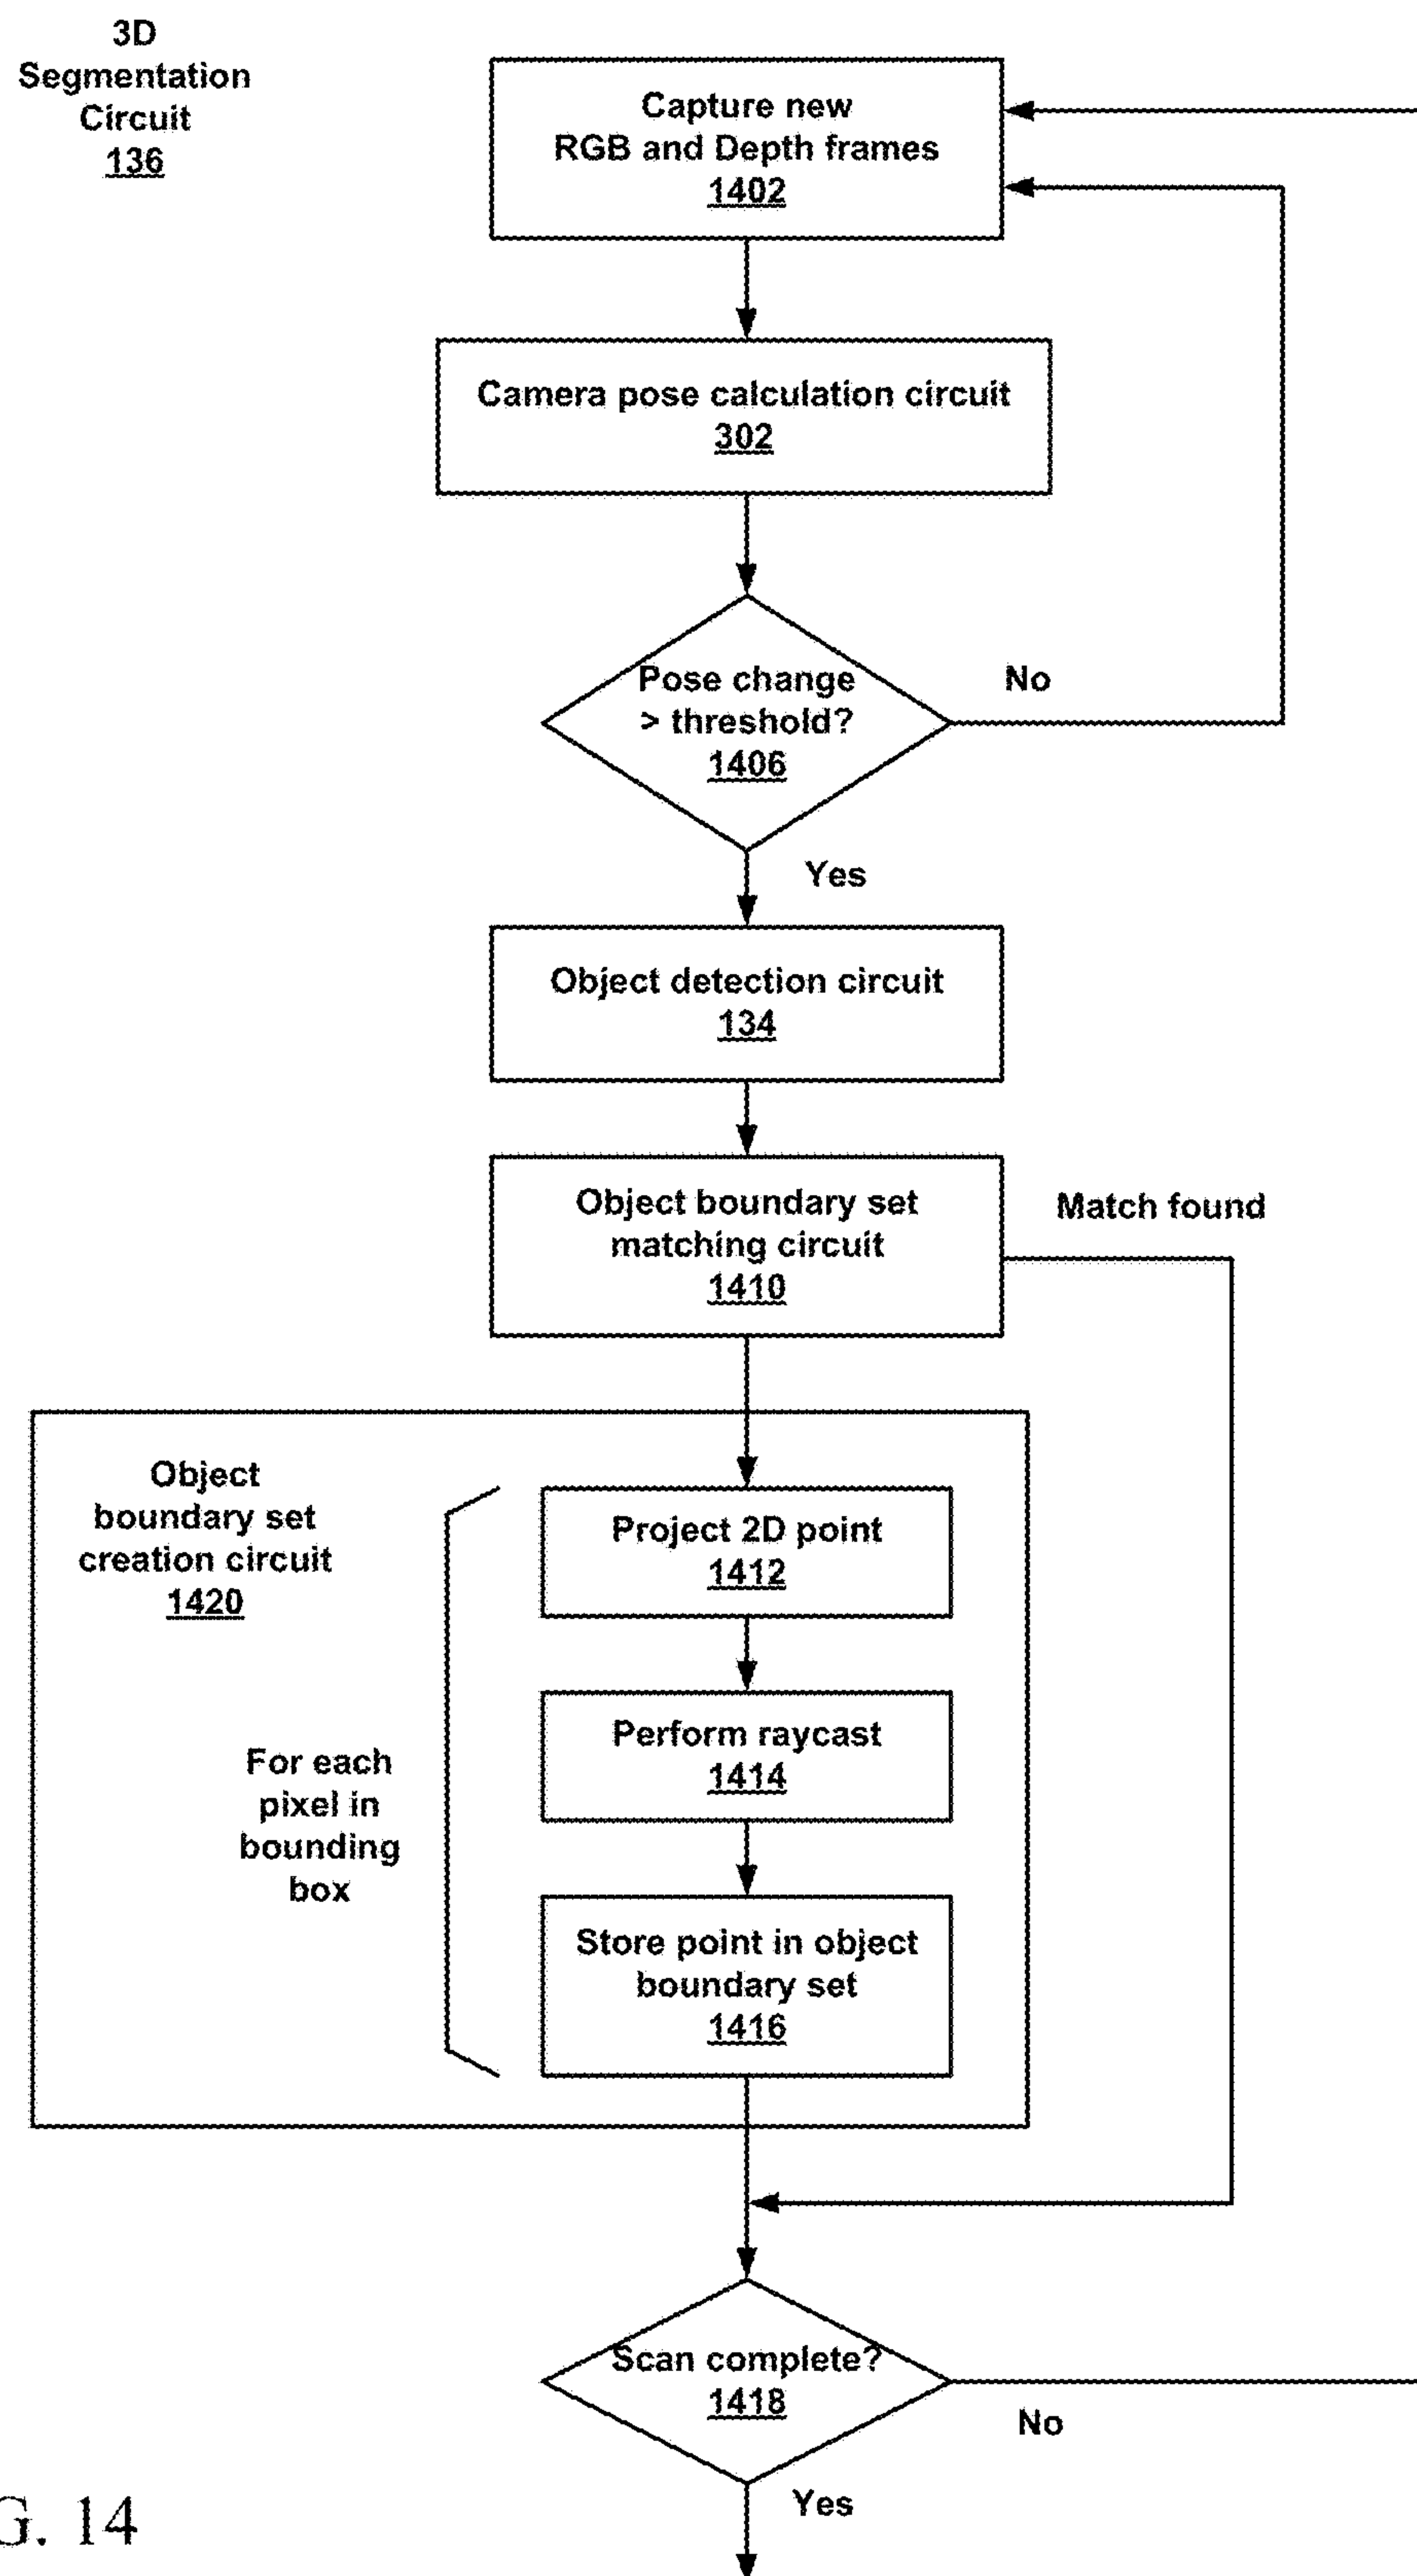 3D
Segmentation
Circuit
136
Capture new
RGB and Depth frames
1402
Camera pose calculation circuit
302
Pose change
> threshold?
1406
No
Yes
Object detection circuit
134
Object boundary set
matching circuit
1410
Match found
Object
boundary set
creation circuit
1420
Project 2D point
1412
Perform raycast
1414
For each
pixel in
bounding
box
Store point in object
boundary set
1416
Scan complete?
1418
No
Yes
G. 14